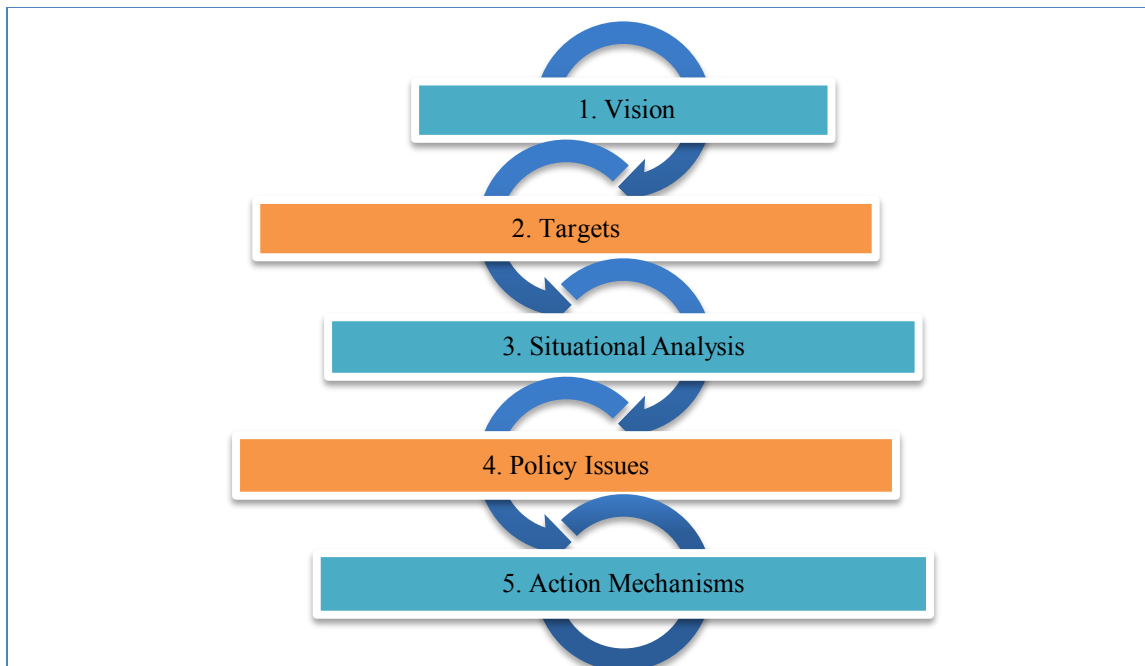 1. Vision
2. Targets
3. Situational Analysis
4. Policy Issues
5. Action Mechanisms